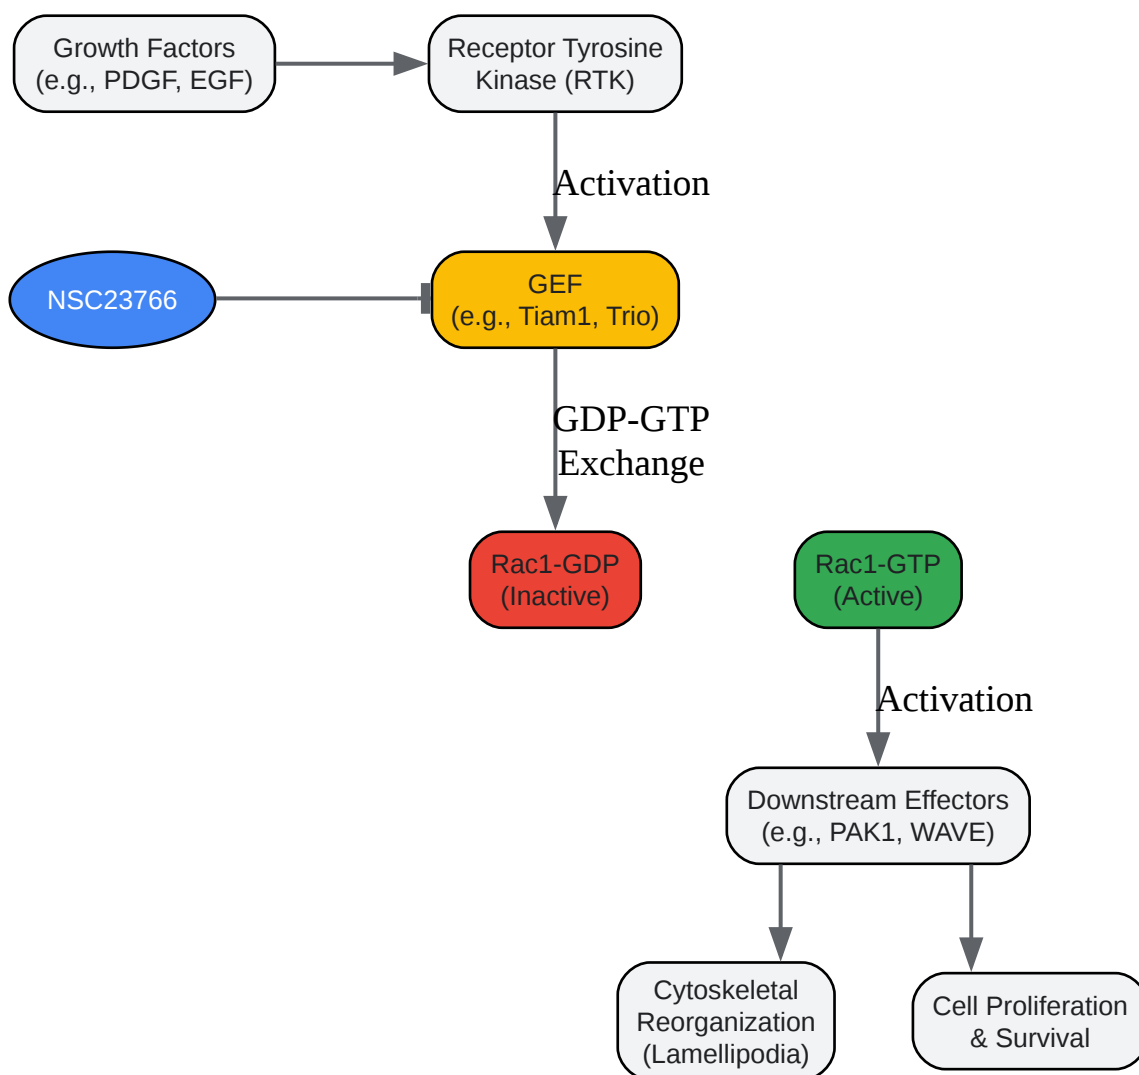 Growth Factors
(e.g., PDGF, EGF)
Receptor Tyrosine
Kinase (RTK)
Activation
NSC23766
GEF
(e.g., Tiam1, Trio)
GDP-GTP
Exchange
Rac1-GDP
(Inactive)
Rac1-GTP
(Active)
Activation
Downstream Effectors
(e.g., PAK1, WAVE)
Cytoskeletal
Reorganization
(Lamellipodia)
Cell Proliferation
& Survival